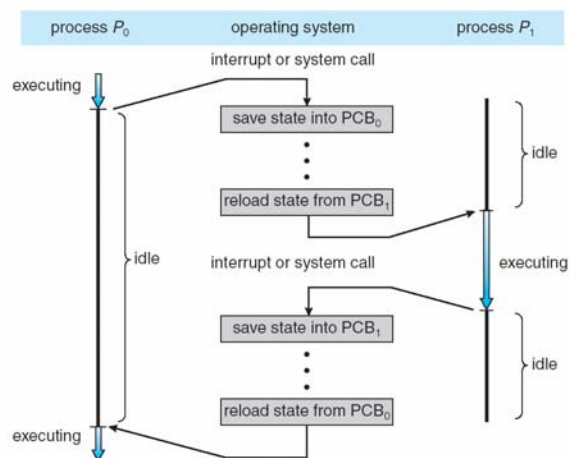 process P₀ operating system process P₁
interrupt or system call
executing
save state into PCB₀
idle
reload state from PCB₁
idle
interrupt or system call
executing
save state into PCB₁
idle
reload state from PCB₀
executing